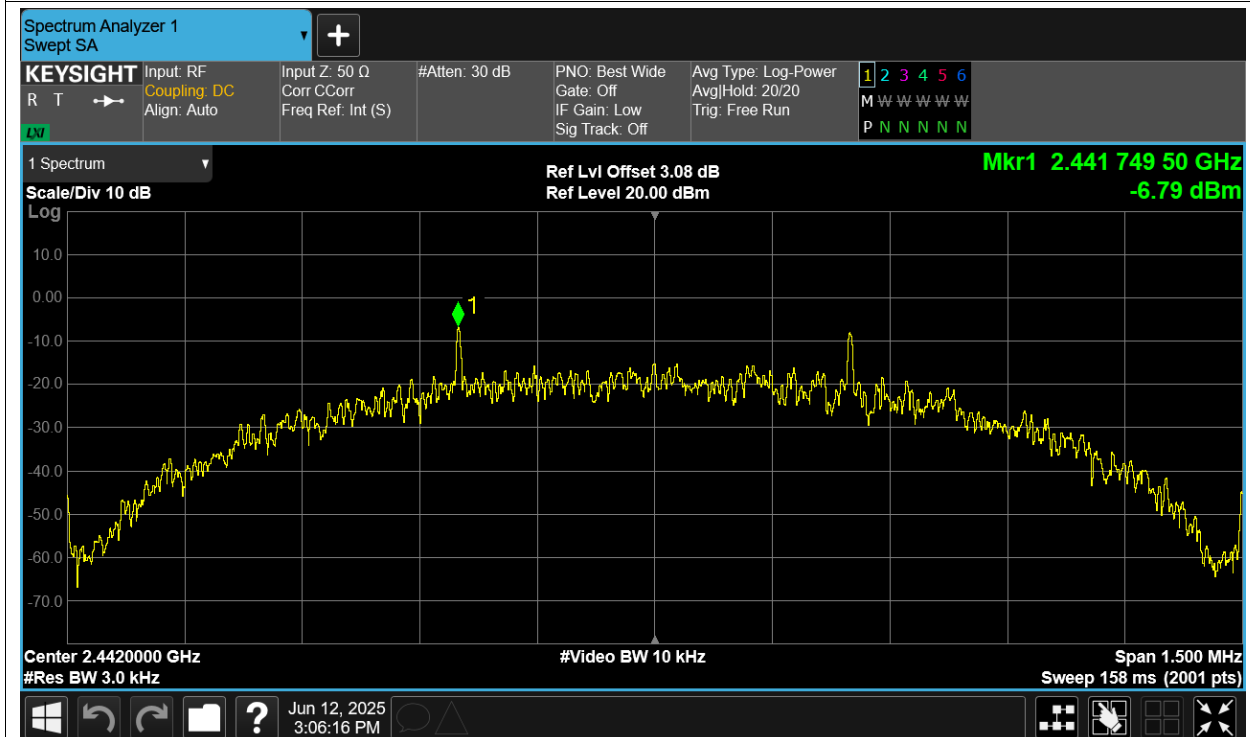 Spectrum Analyzer 1
Swept SA
KEYSIGHT
R T
LXI
Input: RF
Coupling: DC
Align: Auto
Input Z: 50 Ω
Corr CCorr
Freq Ref: Int (S)
#Atten: 30 dB
PNO: Best Wide
Gate: Off
IF Gain: Low
Sig Track: Off
Avg Type: Log-Power
Avg|Hold: 20/20
Trig: Free Run
1 2 3 4 5 6
M W W W W W
P N N N N N
1 Spectrum
Scale/Div 10 dB
Log
Ref Lvl Offset 3.08 dB
Ref Level 20.00 dBm
Mkr1 2.441 749 50 GHz
-6.79 dBm
10.0
0.00
-10.0
-20.0
-30.0
-40.0
-50.0
-60.0
-70.0
1
Center 2.4420000 GHz
#Res BW 3.0 kHz
#Video BW 10 kHz
Span 1.500 MHz
Sweep 158 ms (2001 pts)
?
Jun 12, 2025
3:06:16 PM